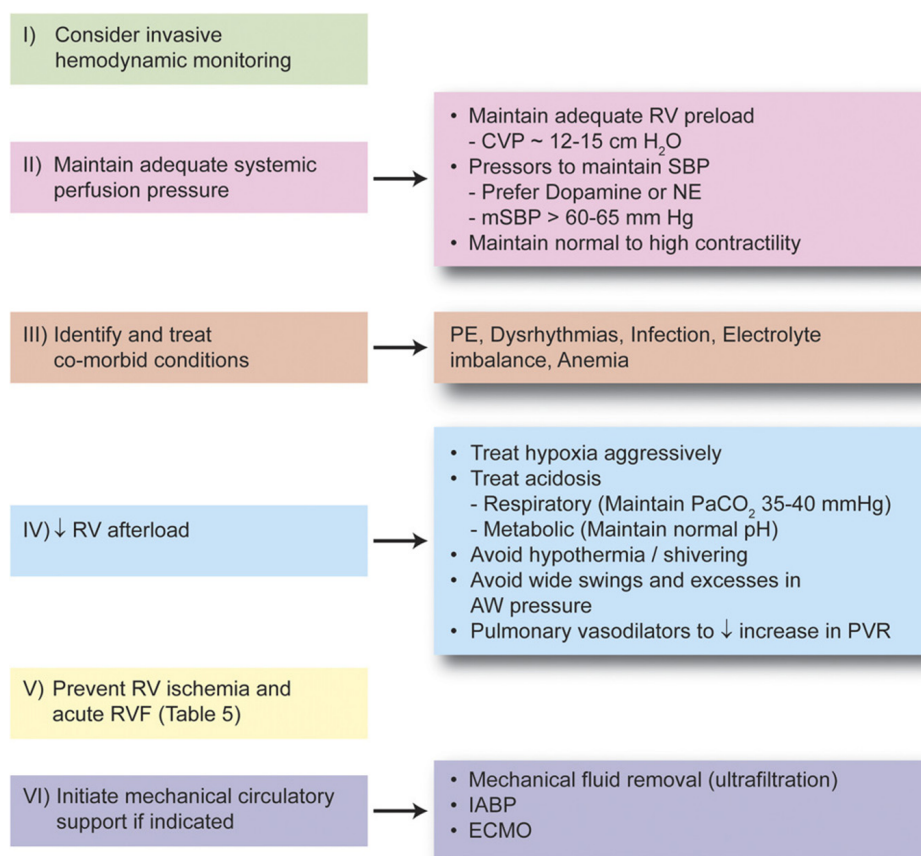 I) Consider invasive
hemodynamic monitoring
II) Maintain adequate systemic
perfusion pressure
• Maintain adequate RV preload
- CVP ~ 12-15 cm H₂O
• Pressors to maintain SBP
- Prefer Dopamine or NE
- mSBP > 60-65 mm Hg
• Maintain normal to high contractility
III) Identify and treat
co-morbid conditions
PE, Dysrhythmias, Infection, Electrolyte
imbalance, Anemia
IV) ↓ RV afterload
• Treat hypoxia aggressively
• Treat acidosis
- Respiratory (Maintain PaCO₂ 35-40 mmHg)
- Metabolic (Maintain normal pH)
• Avoid hypothermia / shivering
• Avoid wide swings and excesses in
AW pressure
• Pulmonary vasodilators to ↓ increase in PVR
V) Prevent RV ischemia and
acute RVF (Table 5)
VI) Initiate mechanical circulatory
support if indicated
• Mechanical fluid removal (ultrafiltration)
• IABP
• ECMO